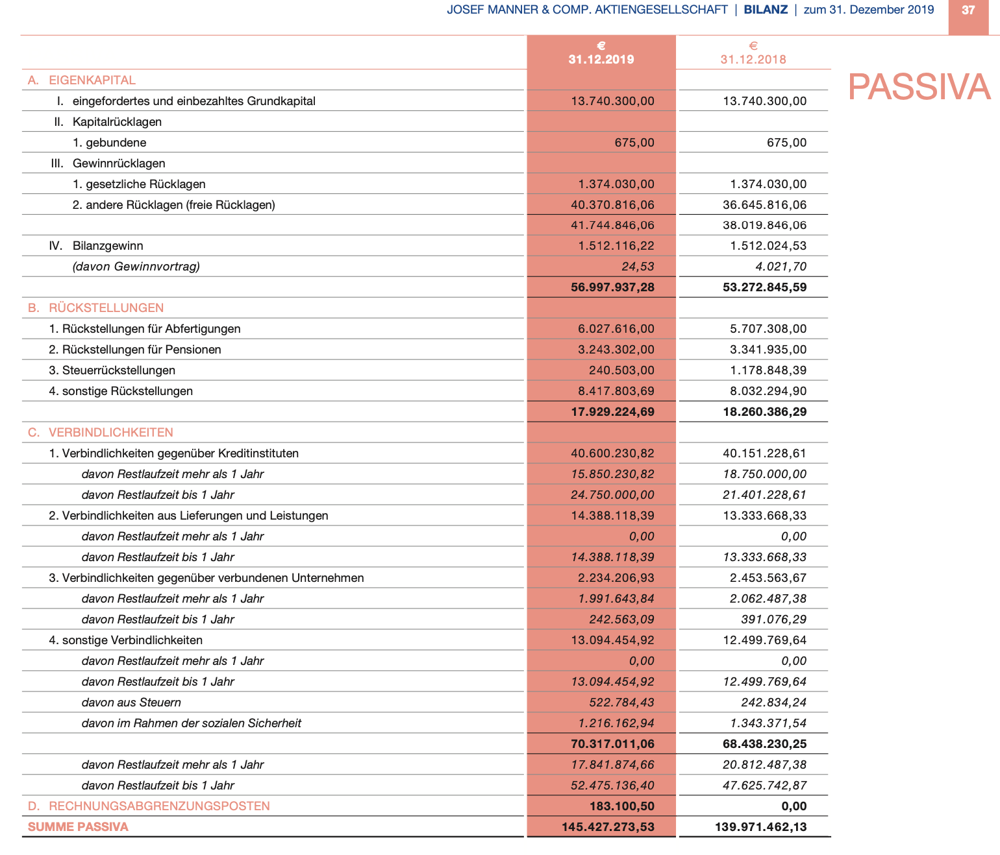 JOSEF MANNER & COMP. AKTIENGESELLSCHAFT | BILANZ | zum 31. Dezember 2019 37
€ €
31.12.2019 31.12.2018
PASSIVA
A. EIGENKAPITAL
I. eingefordertes und einbezahltes Grundkapital 13.740.300,00 13.740.300,00
II. Kapitalrücklagen
1. gebundene 675,00 675,00
III. Gewinnrücklagen
1. gesetzliche Rücklagen 1.374.030,00 1.374.030,00
2. andere Rücklagen (freie Rücklagen) 40.370.816,06 36.645.816,06
41.744.846,06 38.019.846,06
IV. Bilanzgewinn 1.512.116,22 1.512.024,53
(davon Gewinnvortrag) 24,53 4.021,70
56.997.937,28 53.272.845,59
B. RÜCKSTELLUNGEN
1. Rückstellungen für Abfertigungen 6.027.616,00 5.707.308,00
2. Rückstellungen für Pensionen 3.243.302,00 3.341.935,00
3. Steuerrückstellungen 240.503,00 1.178.848,39
4. sonstige Rückstellungen 8.417.803,69 8.032.294,90
17.929.224,69 18.260.386,29
C. VERBINDLICHKEITEN
1. Verbindlichkeiten gegenüber Kreditinstituten 40.600.230,82 40.151.228,61
davon Restlaufzeit mehr als 1 Jahr 15.850.230,82 18.750.000,00
davon Restlaufzeit bis 1 Jahr 24.750.000,00 21.401.228,61
2. Verbindlichkeiten aus Lieferungen und Leistungen 14.388.118,39 13.333.668,33
davon Restlaufzeit mehr als 1 Jahr 0,00 0,00
davon Restlaufzeit bis 1 Jahr 14.388.118,39 13.333.668,33
3. Verbindlichkeiten gegenüber verbundenen Unternehmen 2.234.206,93 2.453.563,67
davon Restlaufzeit mehr als 1 Jahr 1.991.643,84 2.062.487,38
davon Restlaufzeit bis 1 Jahr 242.563,09 391.076,29
4. sonstige Verbindlichkeiten 13.094.454,92 12.499.769,64
davon Restlaufzeit mehr als 1 Jahr 0,00 0,00
davon Restlaufzeit bis 1 Jahr 13.094.454,92 12.499.769,64
davon aus Steuern 522.784,43 242.834,24
davon im Rahmen der sozialen Sicherheit 1.216.162,94 1.343.371,54
70.317.011,06 68.438.230,25
davon Restlaufzeit mehr als 1 Jahr 17.841.874,66 20.812.487,38
davon Restlaufzeit bis 1 Jahr 52.475.136,40 47.625.742,87
D. RECHNUNGSABGRENZUNGSPOSTEN 183.100,50 0,00
SUMME PASSIVA 145.427.273,53 139.971.462,13